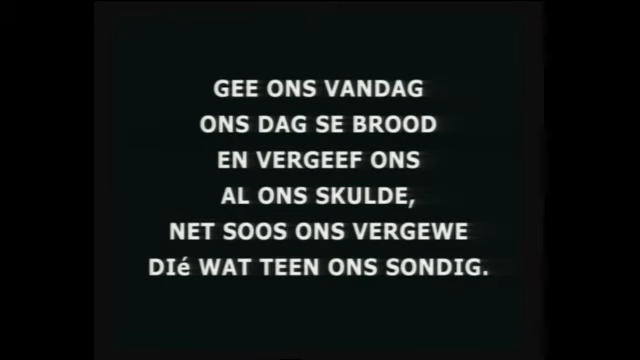 GEE ONS VANDAG
ONS DAG SE BROOD
EN VERGEEF ONS
AL ONS SKULDE,
NET SOOS ONS VERGEWE
DIé WAT TEEN ONS SONDIG.